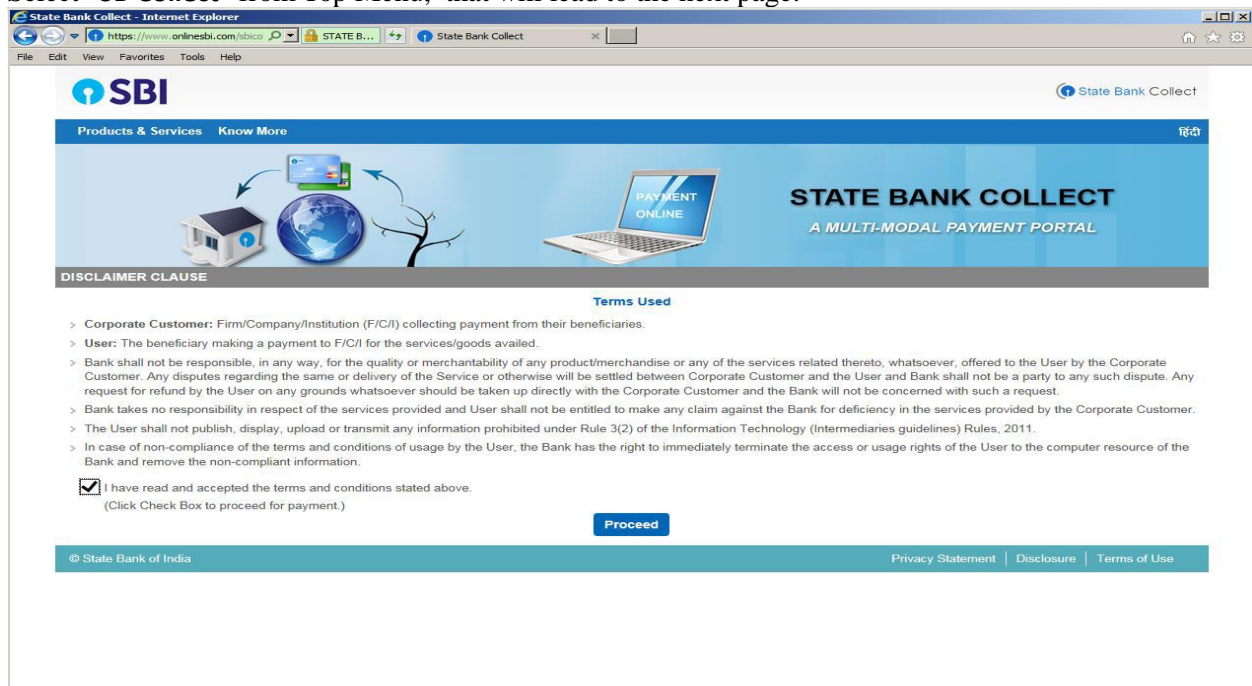 State Bank Collect - Internet Explorer
https://www.onlinesbi.com/sbico
STATE B...
State Bank Collect
File Edit View Favorites Tools Help
SBI
State Bank Collect
Products & Services Know More
हिंदी
PAYMENT
ONLINE
STATE BANK COLLECT
A MULTI-MODAL PAYMENT PORTAL
DISCLAIMER CLAUSE
Terms Used
> Corporate Customer: Firm/Company/Institution (F/C/I) collecting payment from their beneficiaries.
> User: The beneficiary making a payment to F/C/I for the services/goods availed.
> Bank shall not be responsible, in any way, for the quality or merchantability of any product/merchandise or any of the services related thereto, whatsoever, offered to the User by the Corporate
Customer. Any disputes regarding the same or delivery of the Service or otherwise will be settled between Corporate Customer and the User and Bank shall not be a party to any such dispute. Any
request for refund by the User on any grounds whatsoever should be taken up directly with the Corporate Customer and the Bank will not be concerned with such a request.
> Bank takes no responsibility in respect of the services provided and User shall not be entitled to make any claim against the Bank for deficiency in the services provided by the Corporate Customer.
> The User shall not publish, display, upload or transmit any information prohibited under Rule 3(2) of the Information Technology (Intermediaries guidelines) Rules, 2011.
> In case of non-compliance of the terms and conditions of usage by the User, the Bank has the right to immediately terminate the access or usage rights of the User to the computer resource of the
Bank and remove the non-compliant information.
I have read and accepted the terms and conditions stated above.
(Click Check Box to proceed for payment.)
Proceed
© State Bank of India
Privacy Statement | Disclosure | Terms of Use